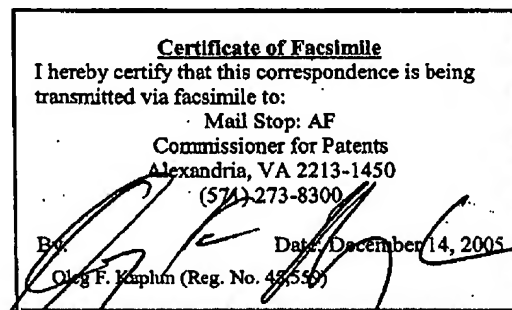 Certificate of Facsimile
I hereby certify that this correspondence is being
transmitted via facsimile to:
Mail Stop: AF
Commissioner for Patents
Alexandria, VA 2213-1450
(571)-273-8300
By: Date: December 14, 2005
Oleg F. Kaplun (Reg. No. 45,559)